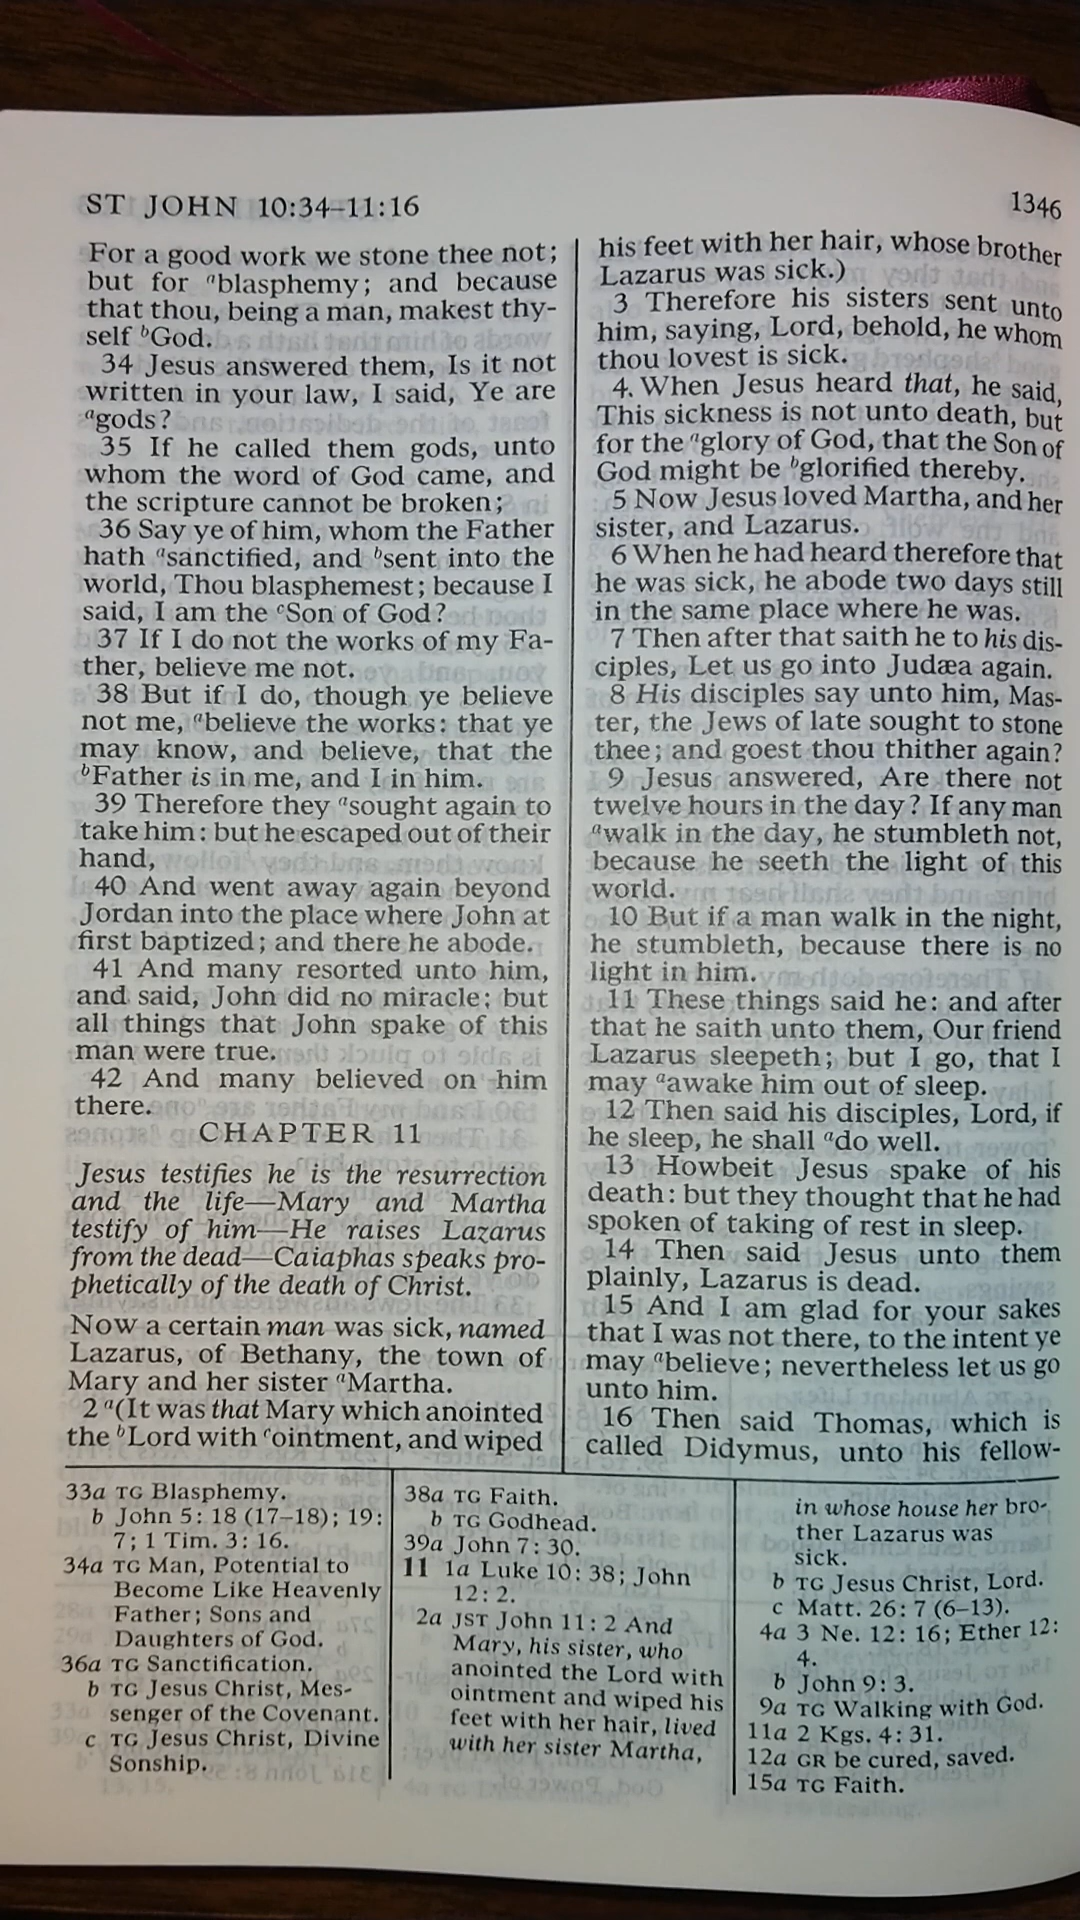 ST JOHN 10:34–11:16
1346
For a good work we stone thee not;
but for ᵃblasphemy; and because
that thou, being a man, makest thy-
self ᵇGod.
34 Jesus answered them, Is it not
written in your law, I said, Ye are
ᵃgods?
35 If he called them gods, unto
whom the word of God came, and
the scripture cannot be broken;
36 Say ye of him, whom the Father
hath ᵃsanctified, and ᵇsent into the
world, Thou blasphemest; because I
said, I am the ᶜSon of God?
37 If I do not the works of my Fa-
ther, believe me not.
38 But if I do, though ye believe
not me, ᵃbelieve the works: that ye
may know, and believe, that the
ᵇFather is in me, and I in him.
39 Therefore they ᵃsought again to
take him: but he escaped out of their
hand,
40 And went away again beyond
Jordan into the place where John at
first baptized; and there he abode.
41 And many resorted unto him,
and said, John did no miracle: but
all things that John spake of this
man were true.
42 And many believed on him
there.
CHAPTER 11
Jesus testifies he is the resurrection
and the life—Mary and Martha
testify of him—He raises Lazarus
from the dead—Caiaphas speaks pro-
phetically of the death of Christ.
Now a certain man was sick, named
Lazarus, of Bethany, the town of
Mary and her sister ᵃMartha.
2 ᵃ(It was that Mary which anointed
the ᵇLord with ᶜointment, and wiped
his feet with her hair, whose brother
Lazarus was sick.)
3 Therefore his sisters sent unto
him, saying, Lord, behold, he whom
thou lovest is sick.
4. When Jesus heard that, he said,
This sickness is not unto death, but
for the ᵃglory of God, that the Son of
God might be ᵇglorified thereby.
5 Now Jesus loved Martha, and her
sister, and Lazarus.
6 When he had heard therefore that
he was sick, he abode two days still
in the same place where he was.
7 Then after that saith he to his dis-
ciples, Let us go into Judæa again.
8 His disciples say unto him, Mas-
ter, the Jews of late sought to stone
thee; and goest thou thither again?
9 Jesus answered, Are there not
twelve hours in the day? If any man
ᵃwalk in the day, he stumbleth not,
because he seeth the light of this
world.
10 But if a man walk in the night,
he stumbleth, because there is no
light in him.
11 These things said he: and after
that he saith unto them, Our friend
Lazarus sleepeth; but I go, that I
may ᵃawake him out of sleep.
12 Then said his disciples, Lord, if
he sleep, he shall ᵃdo well.
13 Howbeit Jesus spake of his
death: but they thought that he had
spoken of taking of rest in sleep.
14 Then said Jesus unto them
plainly, Lazarus is dead.
15 And I am glad for your sakes
that I was not there, to the intent ye
may ᵃbelieve; nevertheless let us go
unto him.
16 Then said Thomas, which is
called Didymus, unto his fellow-
33a TG Blasphemy.
b John 5: 18 (17–18); 19:
7; 1 Tim. 3: 16.
34a TG Man, Potential to
Become Like Heavenly
Father; Sons and
Daughters of God.
36a TG Sanctification.
b TG Jesus Christ, Mes-
senger of the Covenant.
c TG Jesus Christ, Divine
Sonship.
38a TG Faith.
b TG Godhead.
39a John 7: 30.
11 1a Luke 10: 38; John
12: 2.
2a JST John 11: 2 And
Mary, his sister, who
anointed the Lord with
ointment and wiped his
feet with her hair, lived
with her sister Martha,
in whose house her bro-
ther Lazarus was
sick.
b TG Jesus Christ, Lord.
c Matt. 26: 7 (6–13).
4a 3 Ne. 12: 16; Ether 12:
4.
b John 9: 3.
9a TG Walking with God.
11a 2 Kgs. 4: 31.
12a GR be cured, saved.
15a TG Faith.